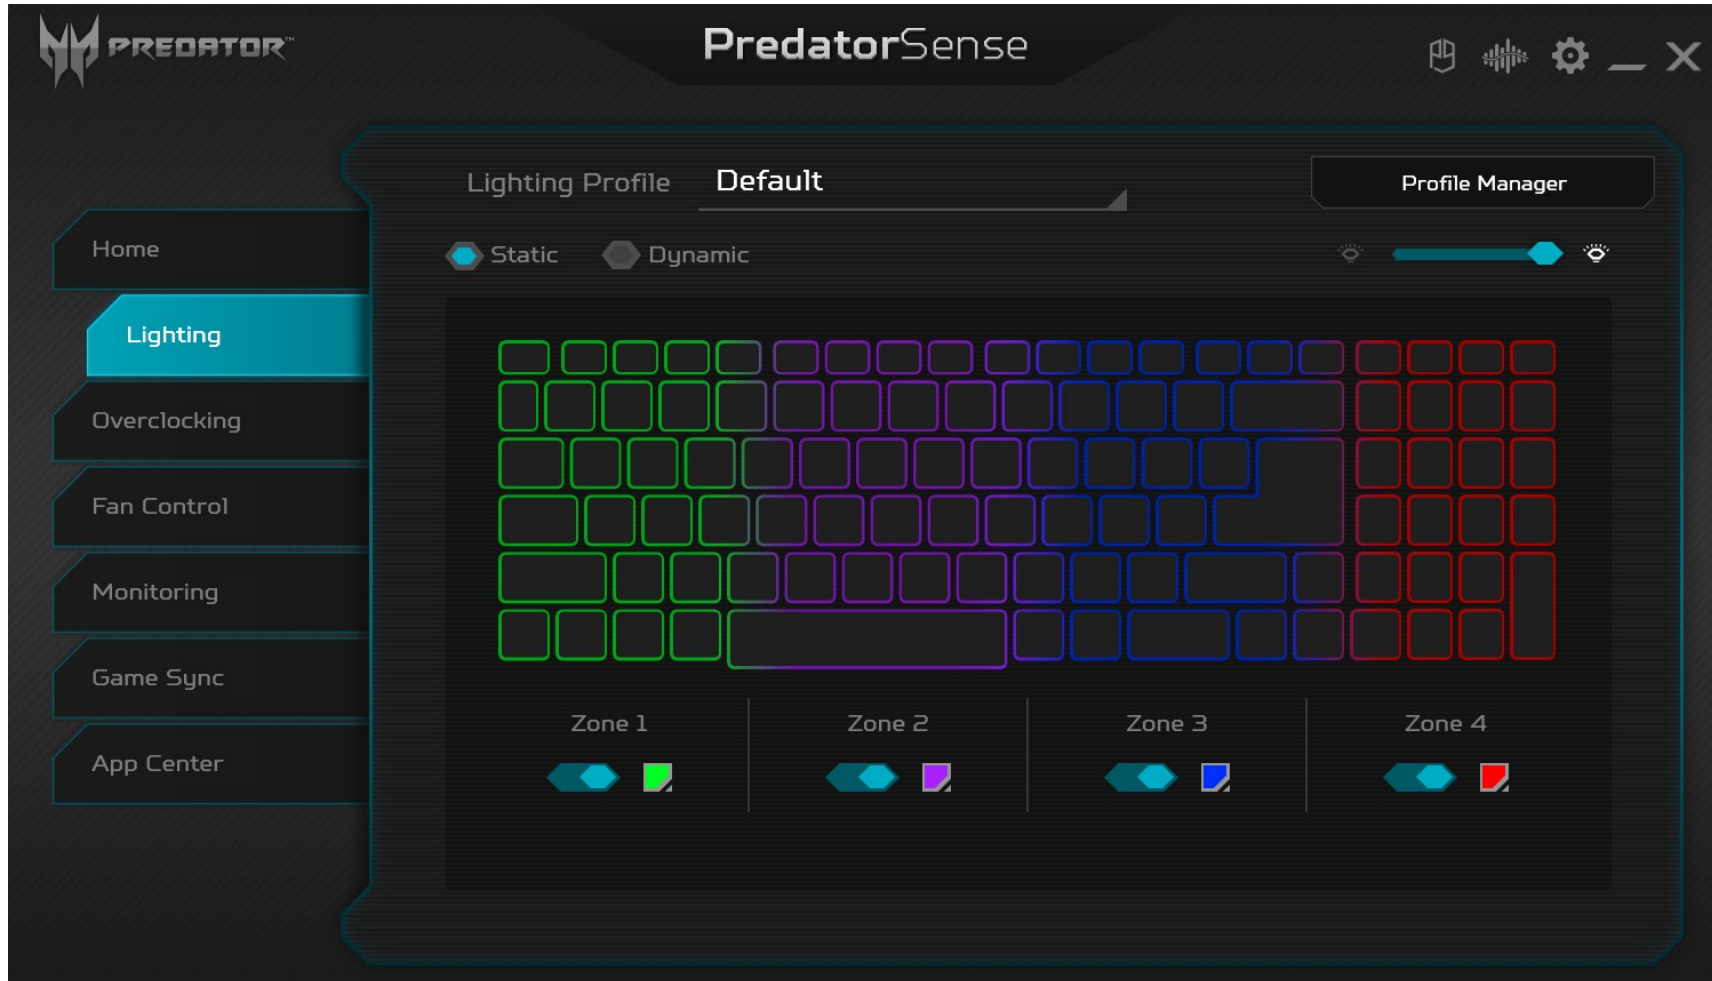 PREDATOR™
PredatorSense
Lighting Profile Default
Profile Manager
Static Dynamic
Home
Lighting
Overclocking
Fan Control
Monitoring
Game Sync
App Center
Zone 1 Zone 2 Zone 3 Zone 4